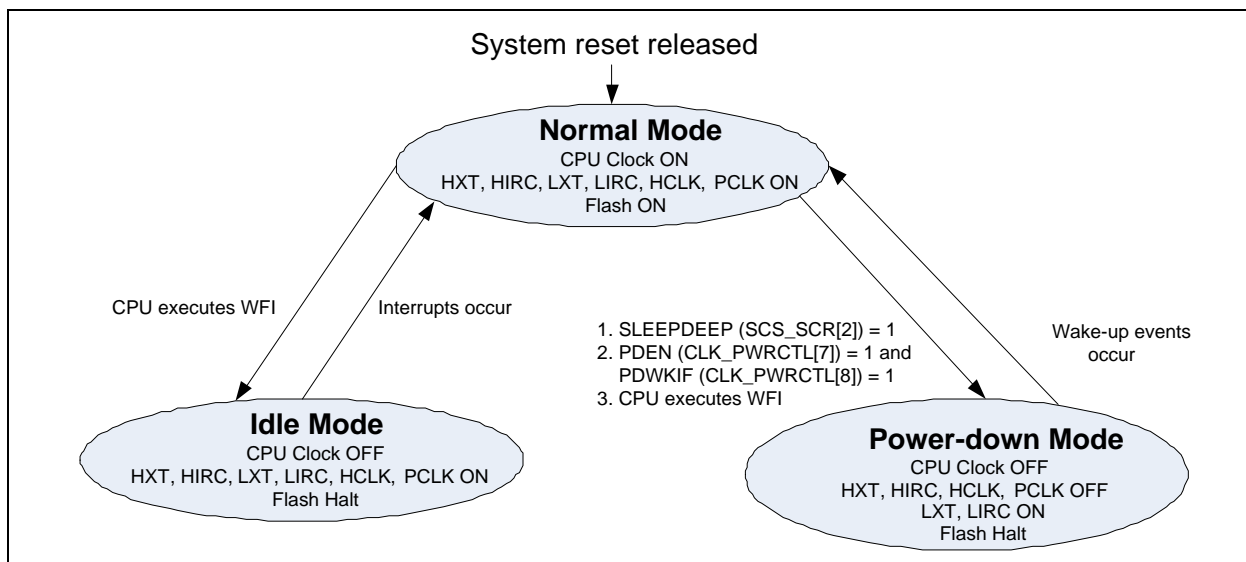 System reset released
Normal Mode
CPU Clock ON
HXT, HIRC, LXT, LIRC, HCLK, PCLK ON
Flash ON
CPU executes WFI
Interrupts occur
1. SLEEPDEEP (SCS_SCR[2]) = 1
2. PDEN (CLK_PWRCTL[7]) = 1 and
PDWKIF (CLK_PWRCTL[8]) = 1
3. CPU executes WFI
Wake-up events
occur
Idle Mode
CPU Clock OFF
HXT, HIRC, LXT, LIRC, HCLK, PCLK ON
Flash Halt
Power-down Mode
CPU Clock OFF
HXT, HIRC, HCLK, PCLK OFF
LXT, LIRC ON
Flash Halt